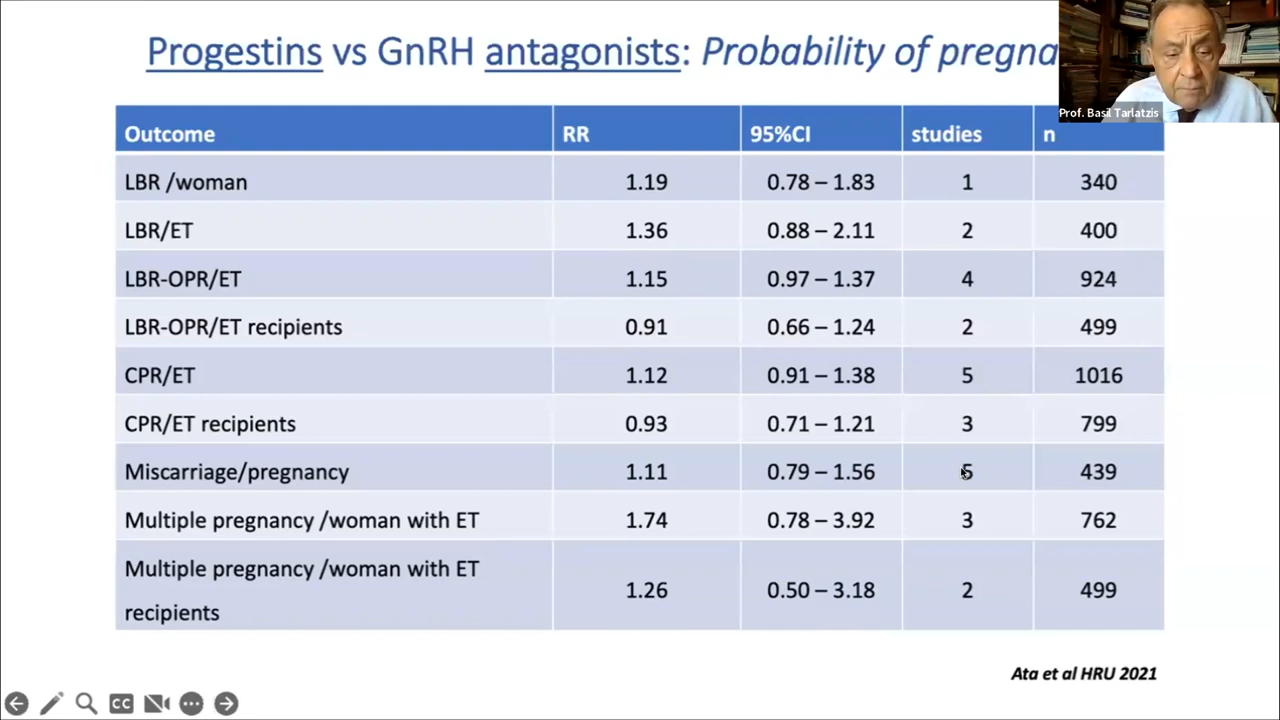 Progestins vs GnRH antagonists: Probability of pregna
Prof. Basil Tarlatzis
Outcome RR 95%CI studies n
LBR /woman 1.19 0.78 – 1.83 1 340
LBR/ET 1.36 0.88 – 2.11 2 400
LBR-OPR/ET 1.15 0.97 – 1.37 4 924
LBR-OPR/ET recipients 0.91 0.66 – 1.24 2 499
CPR/ET 1.12 0.91 – 1.38 5 1016
CPR/ET recipients 0.93 0.71 – 1.21 3 799
Miscarriage/pregnancy 1.11 0.79 – 1.56 5 439
Multiple pregnancy /woman with ET 1.74 0.78 – 3.92 3 762
Multiple pregnancy /woman with ET
recipients 1.26 0.50 – 3.18 2 499
Ata et al HRU 2021
CC